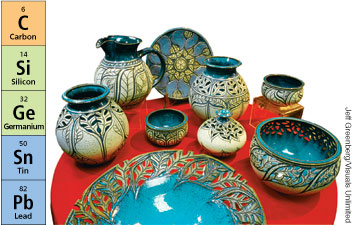 6
C
Carbon
14
Si
Silicon
32
Ge
Germanium
50
Sn
Tin
82
Pb
Lead
Jeff Greenberg/Visuals Unlimited